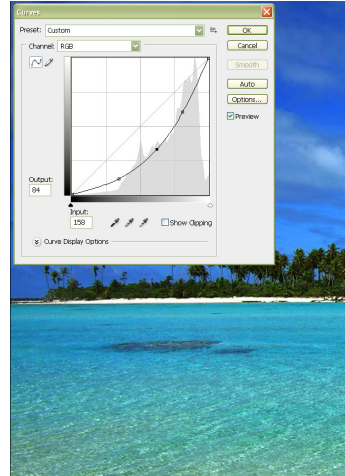 Curves
Preset: Custom
OK
Channel: RGB
Cancel
Smooth
Auto
Options...
Preview
Output:
84
Input:
158
Show Clipping
Curve Display Options